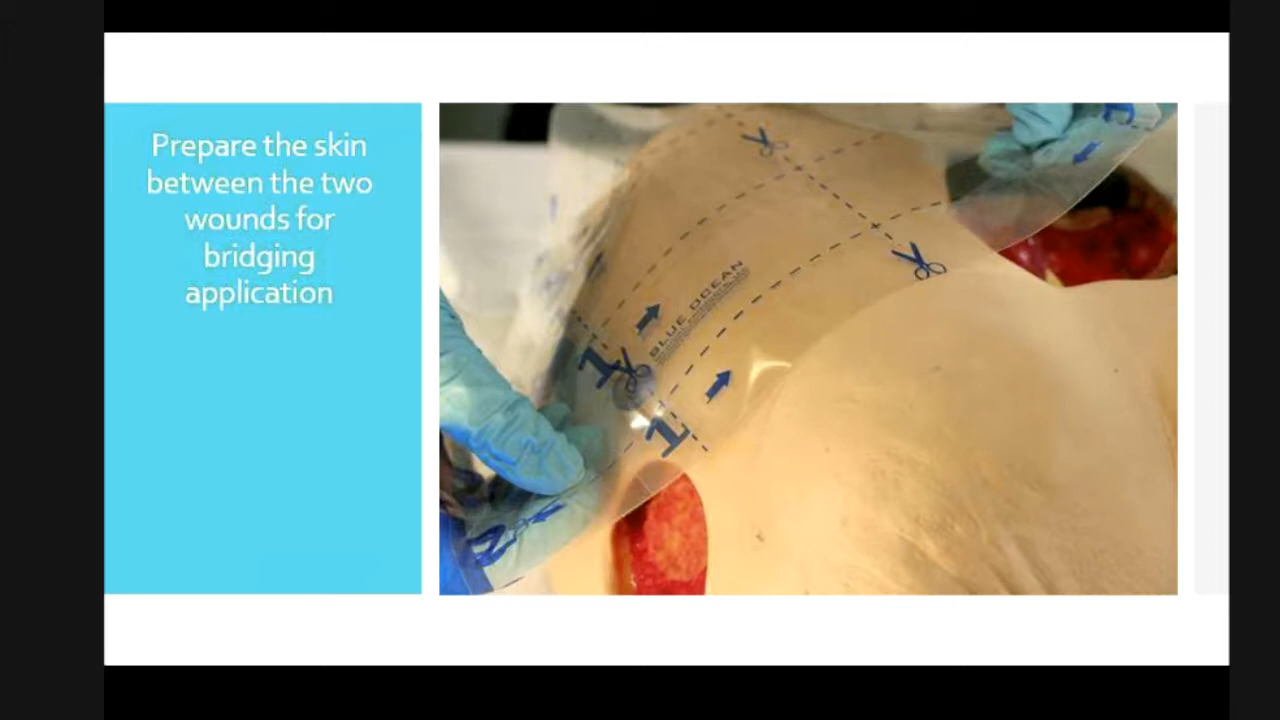 Prepare the skin
between the two
wounds for
bridging
application
BLUE OCEAN
1
1